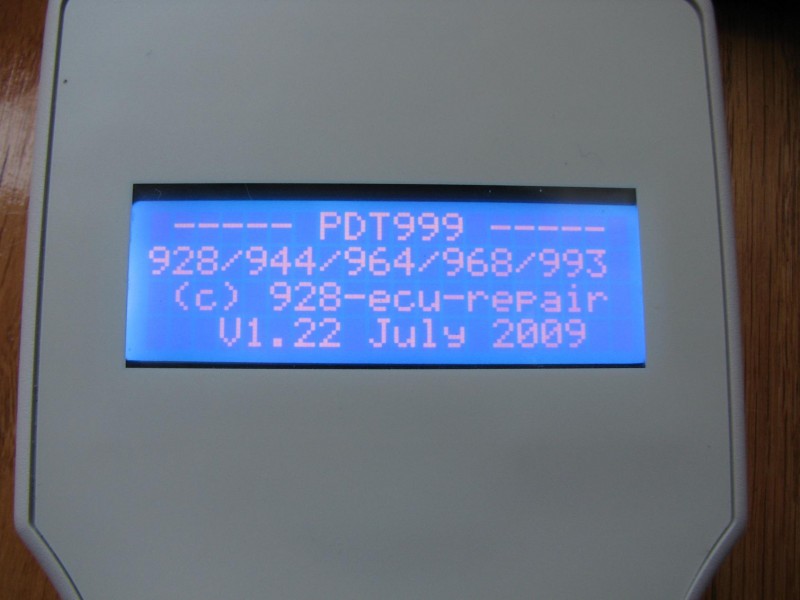 ----- PDT999 -----
928/944/964/968/993
(c) 928-ecu-repair
V1.22 July 2009